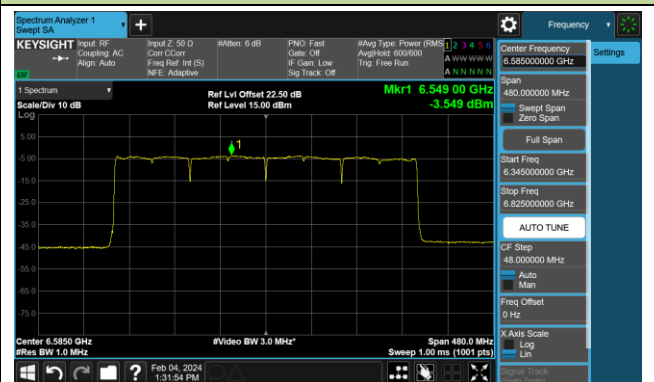 Spectrum Analyzer 1
Swept SA
Frequency
KEYSIGHT
Input: RF
Coupling: AC
Align: Auto
Input Z: 50 Ω
Corr CCorr
Freq Ref: Int (S)
NFE: Adaptive
#Atten: 6 dB
PNO: Fast
Gate: Off
IF Gain: Low
Sig Track: Off
#Avg Type: Power (RMS
Avg|Hold: 600/600
Trig: Free Run
1 2 3 4 5 6
A W W W W W
A N N N N N
1 Spectrum
Scale/Div 10 dB
Log
Ref Lvl Offset 22.50 dB
Ref Level 15.00 dBm
Mkr1 6.549 00 GHz
-3.549 dBm
1
5.00
-5.00
-15.0
-25.0
-35.0
-45.0
-55.0
-65.0
-75.0
Center 6.5850 GHz
#Res BW 1.0 MHz
#Video BW 3.0 MHz*
Span 480.0 MHz
Sweep 1.00 ms (1001 pts)
Center Frequency
6.585000000 GHz
Settings
Span
480.000000 MHz
Swept Span
Zero Span
Full Span
Start Freq
6.345000000 GHz
Stop Freq
6.825000000 GHz
AUTO TUNE
CF Step
48.000000 MHz
Auto
Man
Freq Offset
0 Hz
X Axis Scale
Log
Lin
Signal Track
Feb 04, 2024
1:31:54 PM